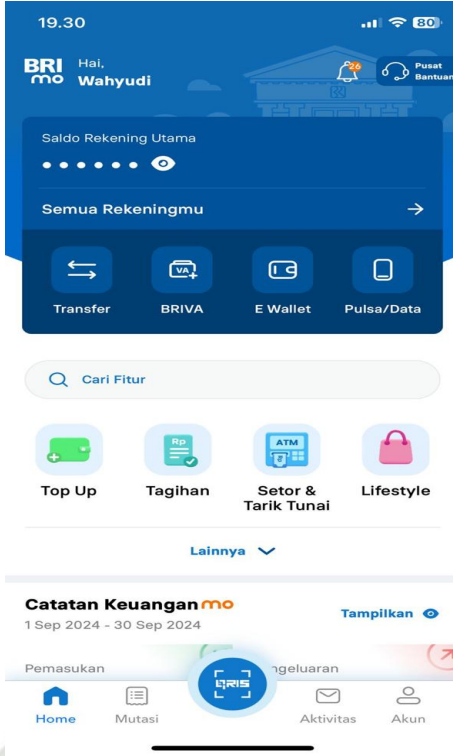 19.30
80
BRI
mo
Hai,
Wahyudi
26
Pusat
Bantuan
Saldo Rekening Utama
Semua Rekeningmu
Transfer
VA
BRIVA
E Wallet
Pulsa/Data
Cari Fitur
Top Up
Rp
Tagihan
ATM
Setor &
Tarik Tunai
Lifestyle
Lainnya
Catatan Keuangan mo
Tampilkan
1 Sep 2024 - 30 Sep 2024
Pemasukan
ngeluaran
QRIS
Home
Mutasi
Aktivitas
Akun